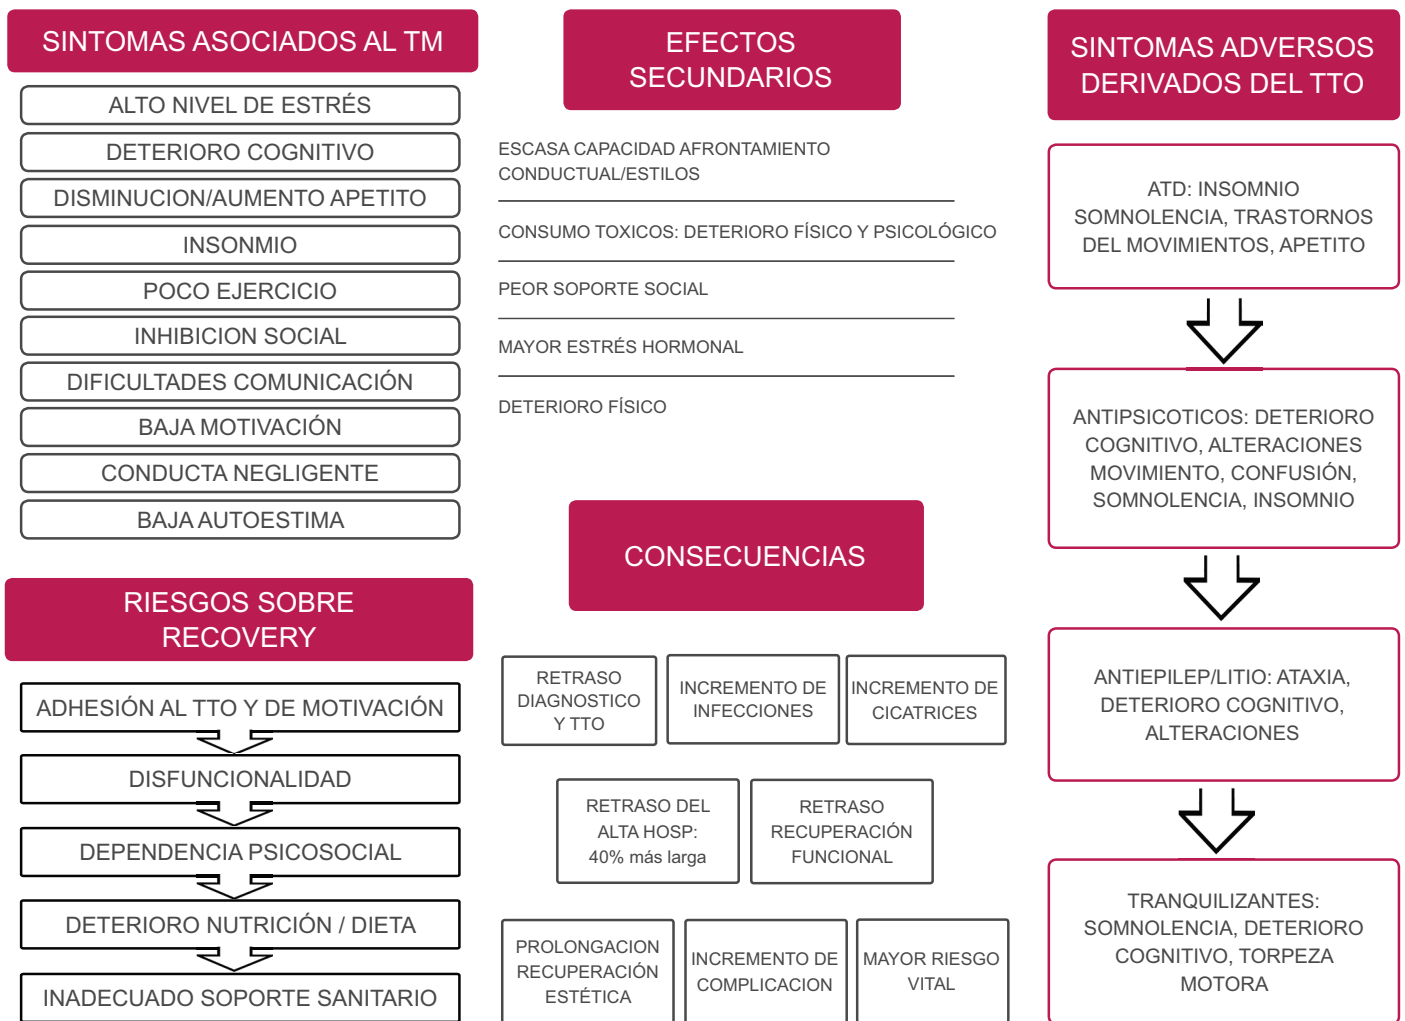 SINTOMAS ASOCIADOS AL TM
ALTO NIVEL DE ESTRÉS
DETERIORO COGNITIVO
DISMINUCION/AUMENTO APETITO
INSONMIO
POCO EJERCICIO
INHIBICION SOCIAL
DIFICULTADES COMUNICACIÓN
BAJA MOTIVACIÓN
CONDUCTA NEGLIGENTE
BAJA AUTOESTIMA
RIESGOS SOBRE
RECOVERY
ADHESIÓN AL TTO Y DE MOTIVACIÓN
DISFUNCIONALIDAD
DEPENDENCIA PSICOSOCIAL
DETERIORO NUTRICIÓN / DIETA
INADECUADO SOPORTE SANITARIO
EFECTOS
SECUNDARIOS
ESCASA CAPACIDAD AFRONTAMIENTO
CONDUCTUAL/ESTILOS
CONSUMO TOXICOS: DETERIORO FÍSICO Y PSICOLÓGICO
PEOR SOPORTE SOCIAL
MAYOR ESTRÉS HORMONAL
DETERIORO FÍSICO
CONSECUENCIAS
RETRASO
DIAGNOSTICO
Y TTO
INCREMENTO DE
INFECCIONES
INCREMENTO DE
CICATRICES
RETRASO DEL
ALTA HOSP:
40% más larga
RETRASO
RECUPERACIÓN
FUNCIONAL
PROLONGACION
RECUPERACIÓN
ESTÉTICA
INCREMENTO DE
COMPLICACION
MAYOR RIESGO
VITAL
SINTOMAS ADVERSOS
DERIVADOS DEL TTO
ATD: INSOMNIO
SOMNOLENCIA, TRASTORNOS
DEL MOVIMIENTOS, APETITO
ANTIPSICOTICOS: DETERIORO
COGNITIVO, ALTERACIONES
MOVIMIENTO, CONFUSIÓN,
SOMNOLENCIA, INSOMNIO
ANTIEPILEP/LITIO: ATAXIA,
DETERIORO COGNITIVO,
ALTERACIONES
TRANQUILIZANTES:
SOMNOLENCIA, DETERIORO
COGNITIVO, TORPEZA
MOTORA